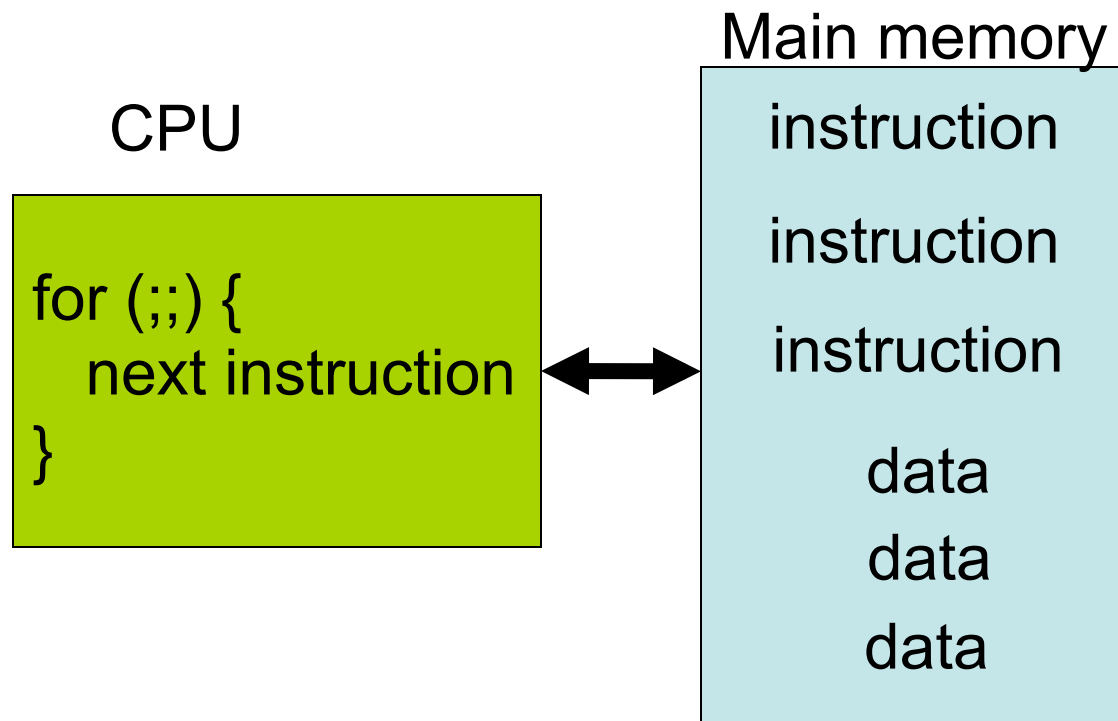 CPU
for (;;) {
next instruction
}
Main memory
instruction
instruction
instruction
data
data
data